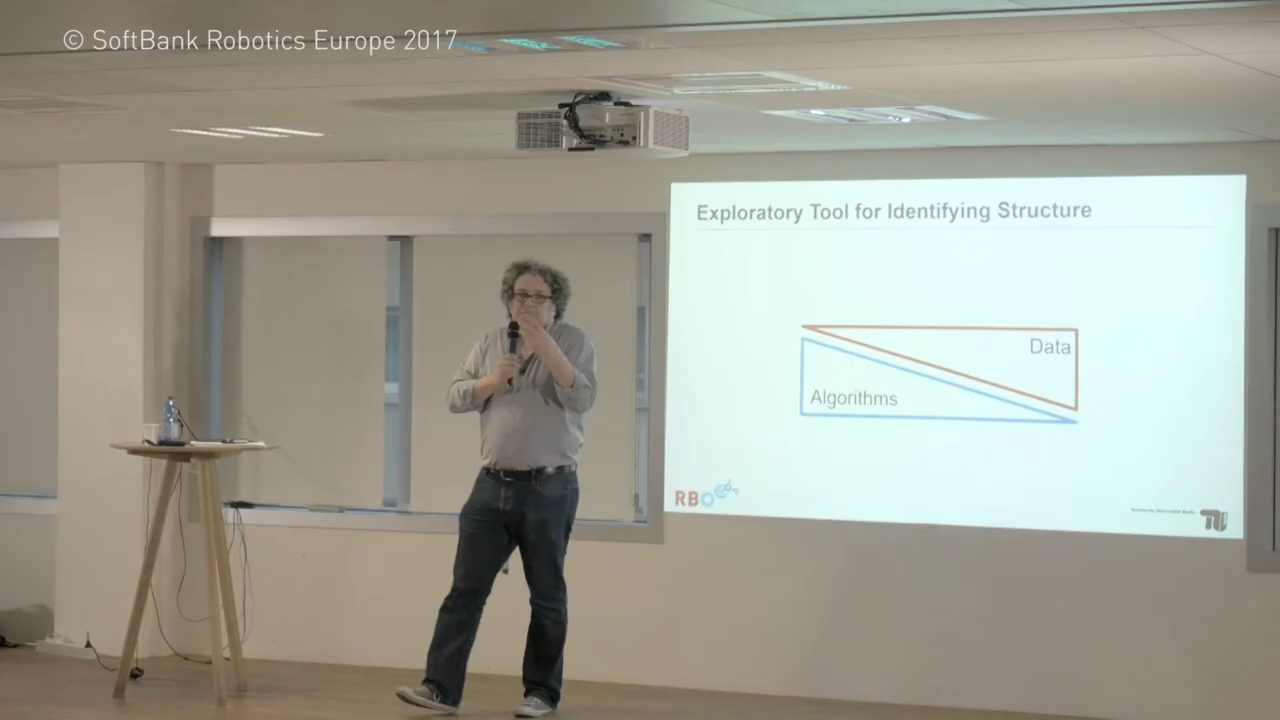 © SoftBank Robotics Europe 2017
Exploratory Tool for Identifying Structure
Data
Algorithms
RBO